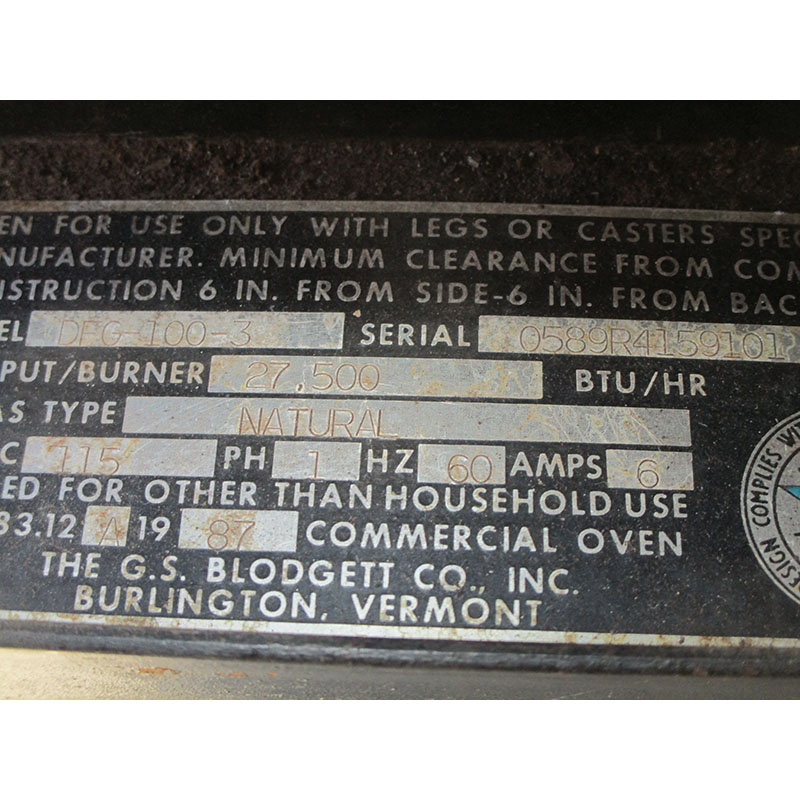 EN FOR USE ONLY WITH LEGS OR CASTERS SPEC
NUFACTURER. MINIMUM CLEARANCE FROM COM
NSTRUCTION 6 IN. FROM SIDE-6 IN. FROM BAC
EL DFG-100-3 SERIAL 0589R4159101
PUT/BURNER 27,500 BTU/HR
AS TYPE NATURAL
C 115 PH 1 HZ 60 AMPS 6
ED FOR OTHER THAN HOUSEHOLD USE
83.12 A 19 87 COMMERCIAL OVEN
THE G.S. BLODGETT CO., INC.
BURLINGTON, VERMONT
ESIGN COMPLIES WIT